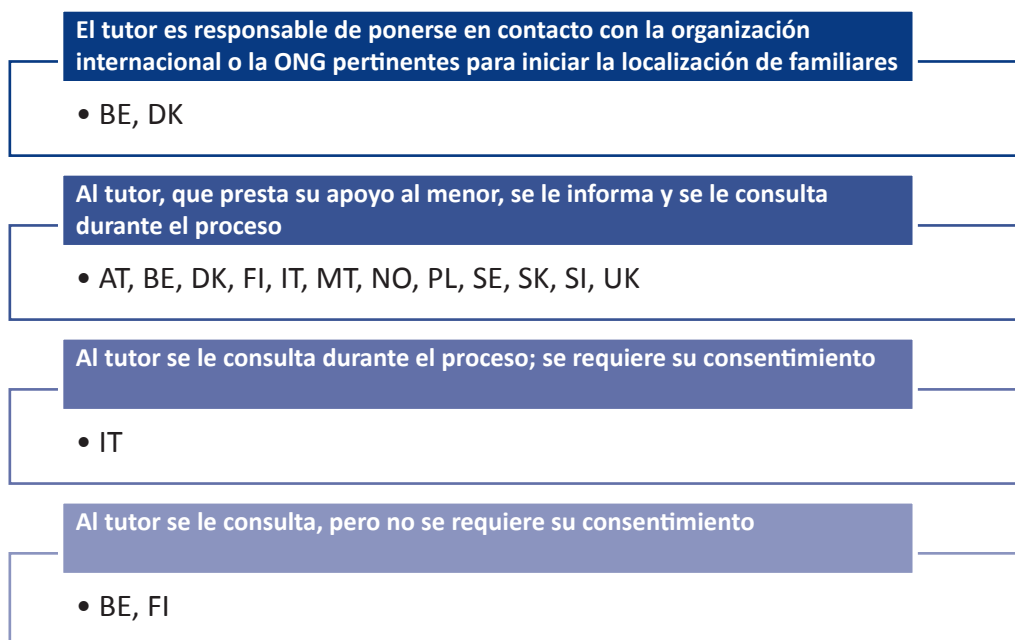 El tutor es responsable de ponerse en contacto con la organización
internacional o la ONG pertinentes para iniciar la localización de familiares
• BE, DK
Al tutor, que presta su apoyo al menor, se le informa y se le consulta
durante el proceso
• AT, BE, DK, FI, IT, MT, NO, PL, SE, SK, SI, UK
Al tutor se le consulta durante el proceso; se requiere su consentimiento
• IT
Al tutor se le consulta, pero no se requiere su consentimiento
• BE, FI